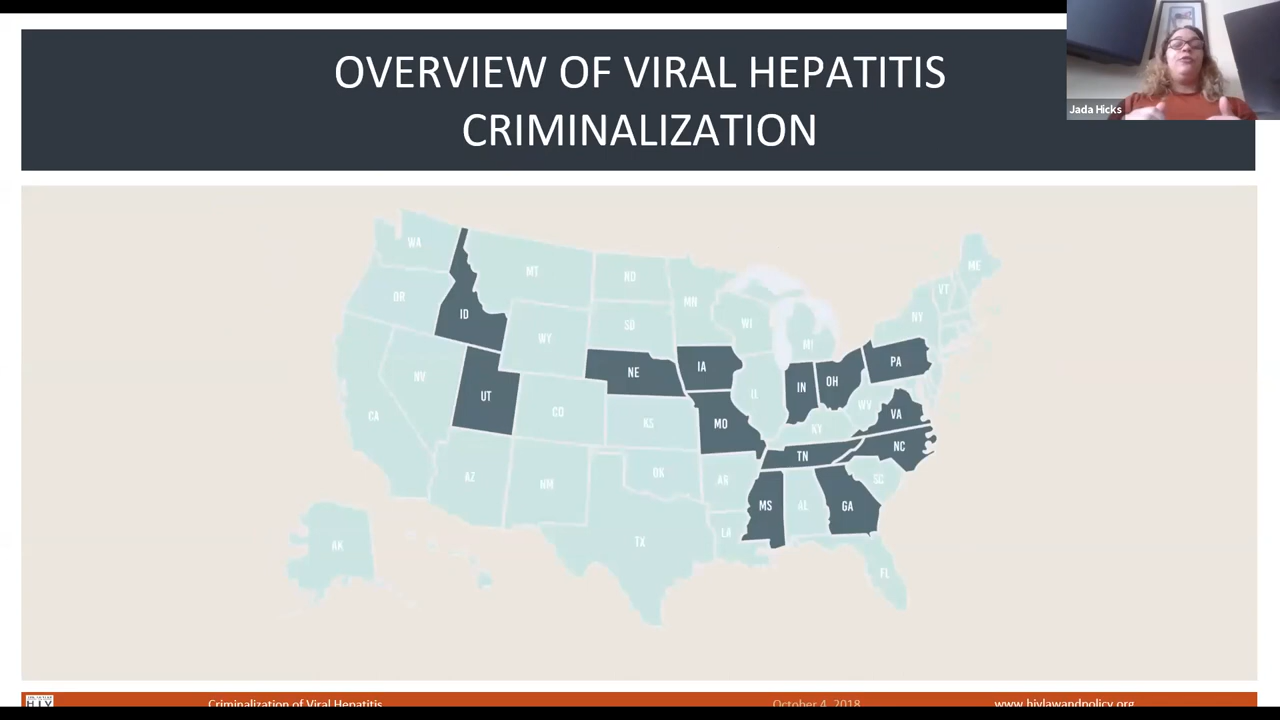 OVERVIEW OF VIRAL HEPATITIS
CRIMINALIZATION
Jada Hicks
WA
MT
ND
MN
ME
VT
OR
ID
WY
SD
WI
MI
NY
NV
UT
NE
IA
IN
OH
PA
CA
CO
KS
MO
IL
KY
WV
VA
AZ
NM
OK
AR
TN
NC
SC
TX
LA
MS
AL
GA
AK
FL
HIV
Criminalization of Viral Hepatitis
October 4, 2018
www.hivlawandpolicy.org